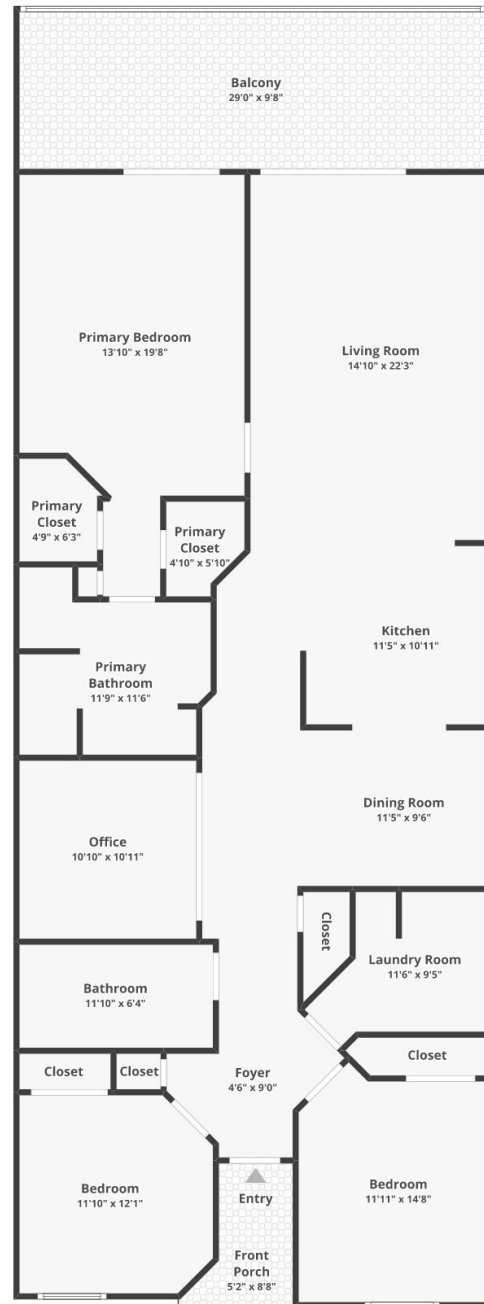 Balcony
29'0" x 9'8"
Primary Bedroom
13'10" x 19'8"
Living Room
14'10" x 22'3"
Primary
Closet
4'9" x 6'3"
Primary
Closet
4'10" x 5'10"
Kitchen
11'5" x 10'11"
Primary
Bathroom
11'9" x 11'6"
Dining Room
11'5" x 9'6"
Office
10'10" x 10'11"
Closet
Laundry Room
11'6" x 9'5"
Bathroom
11'10" x 6'4"
Closet
Closet
Closet
Foyer
4'6" x 9'0"
Bedroom
11'10" x 12'1"
Entry
Bedroom
11'11" x 14'8"
Front
Porch
5'2" x 8'8"